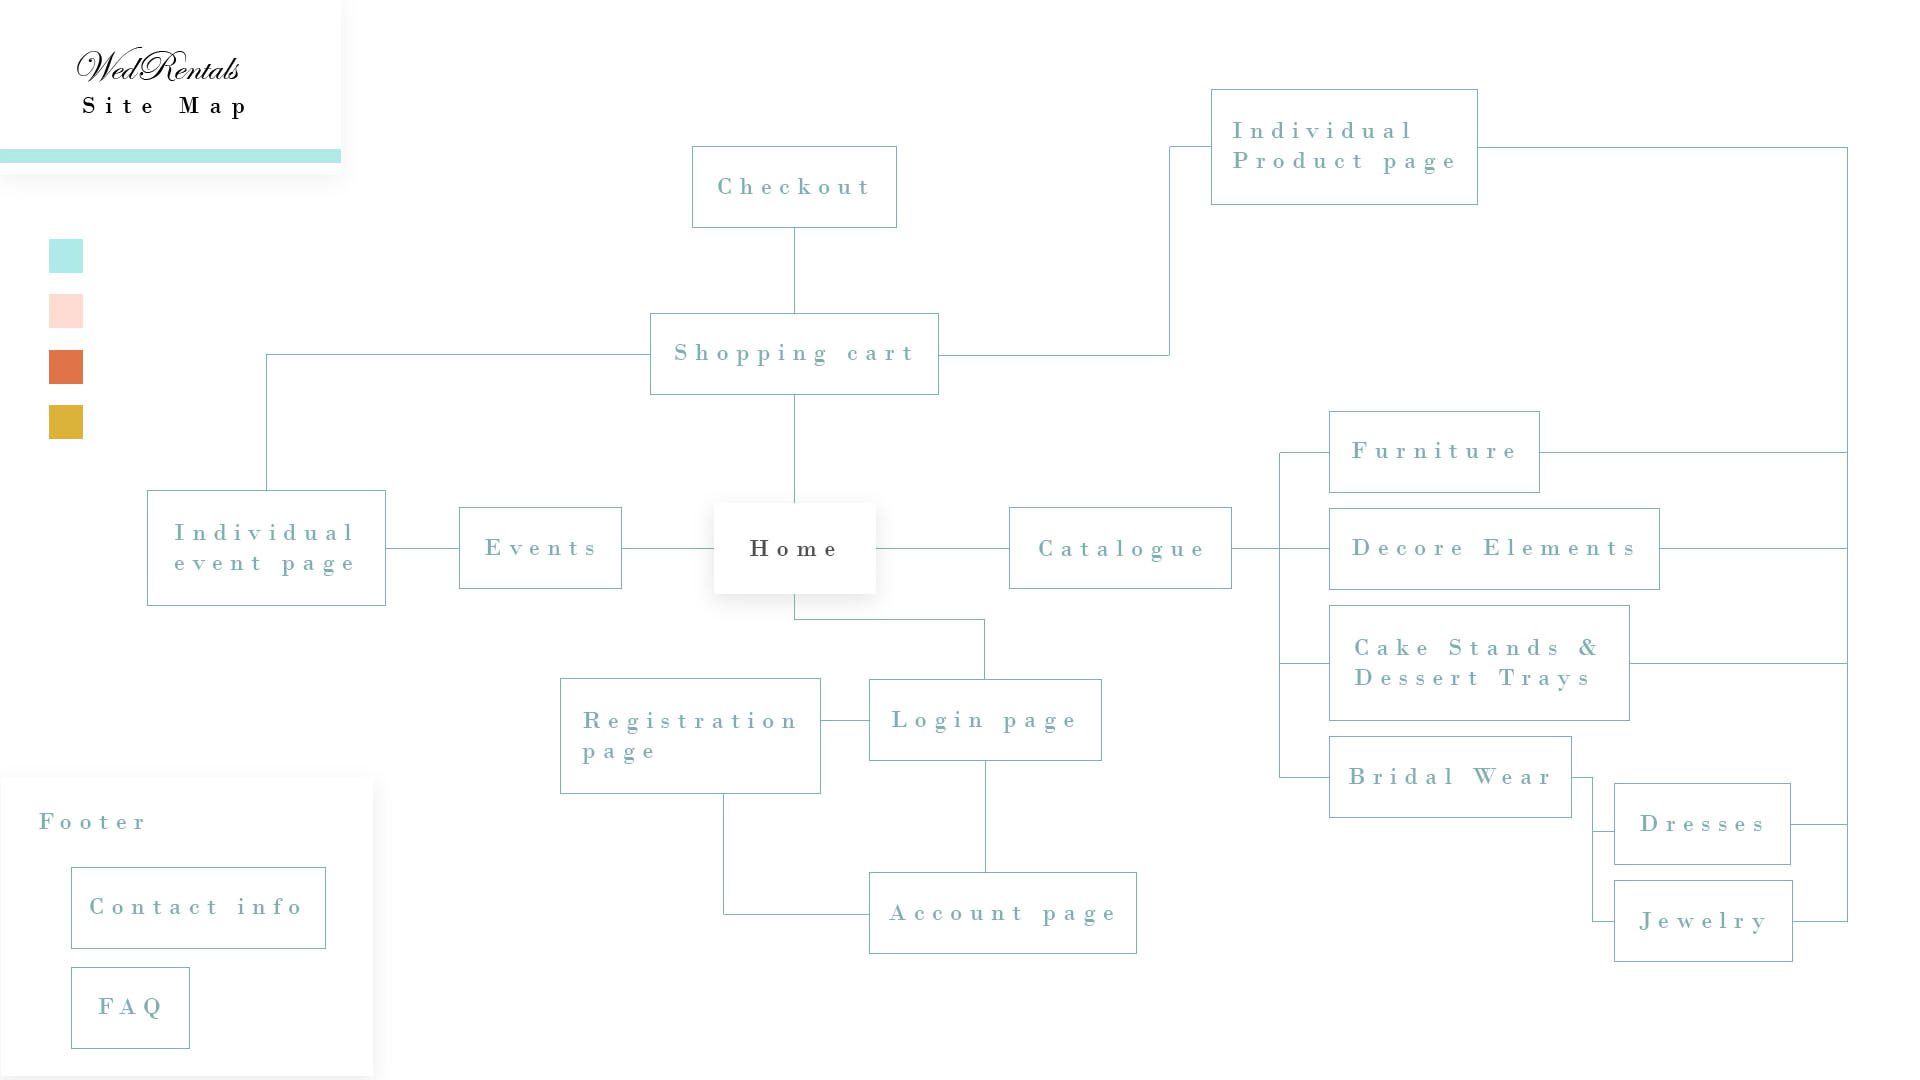 WedRentals
Site Map
Individual
Product page
Checkout
Shopping cart
Furniture
Individual
event page
Events
Home
Catalogue
Decore Elements
Cake Stands &
Dessert Trays
Registration
page
Login page
Bridal Wear
Dresses
Footer
Contact info
Account page
Jewelry
FAQ